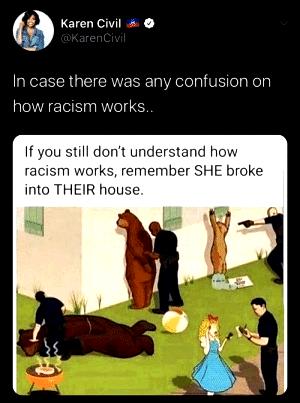 Karen Civil
@KarenCivil
In case there was any confusion on
how racism works..
If you still don't understand how
racism works, remember SHE broke
into THEIR house.